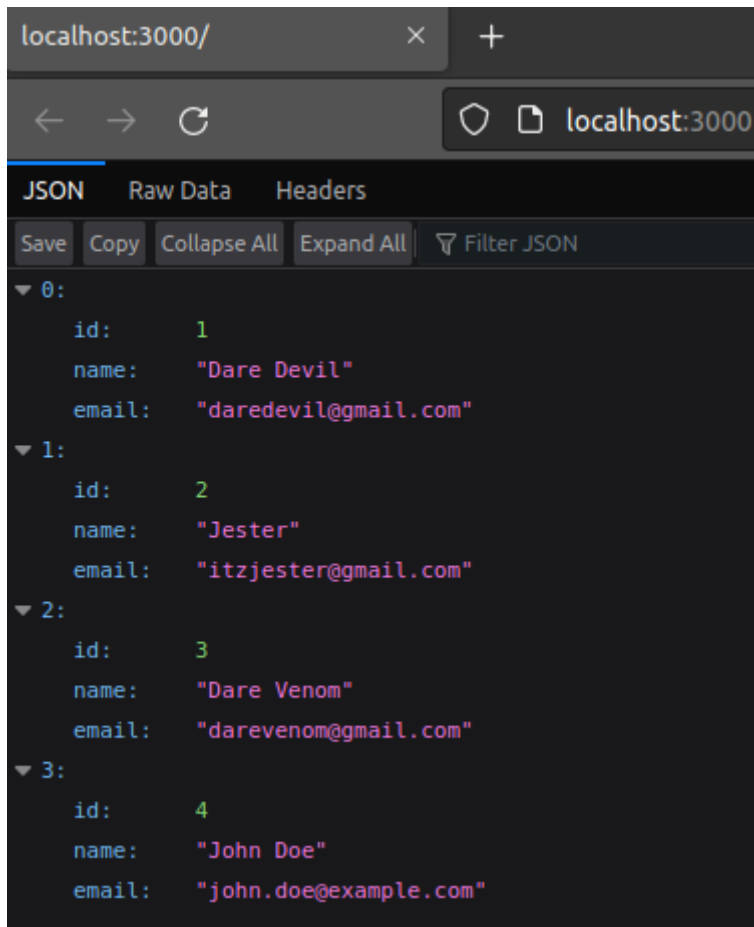 localhost:3000/ × +
localhost:3000
JSON Raw Data Headers
Save Copy Collapse All Expand All Filter JSON
0:
id: 1
name: "Dare Devil"
email: "daredevil@gmail.com"
1:
id: 2
name: "Jester"
email: "itzjester@gmail.com"
2:
id: 3
name: "Dare Venom"
email: "darevenom@gmail.com"
3:
id: 4
name: "John Doe"
email: "john.doe@example.com"